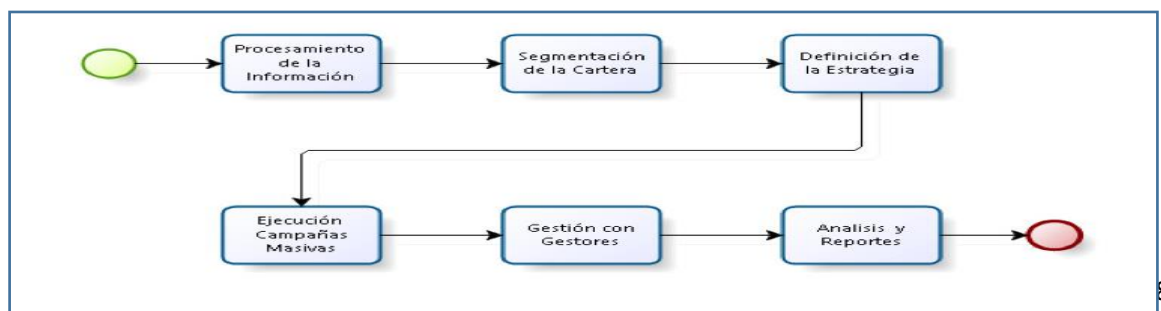 Procesamiento
de la
Información
Segmentación
de la Cartera
Definición de
la Estrategia
Ejecución
Campañas
Masivas
Gestión con
Gestores
Analisis y
Reportes